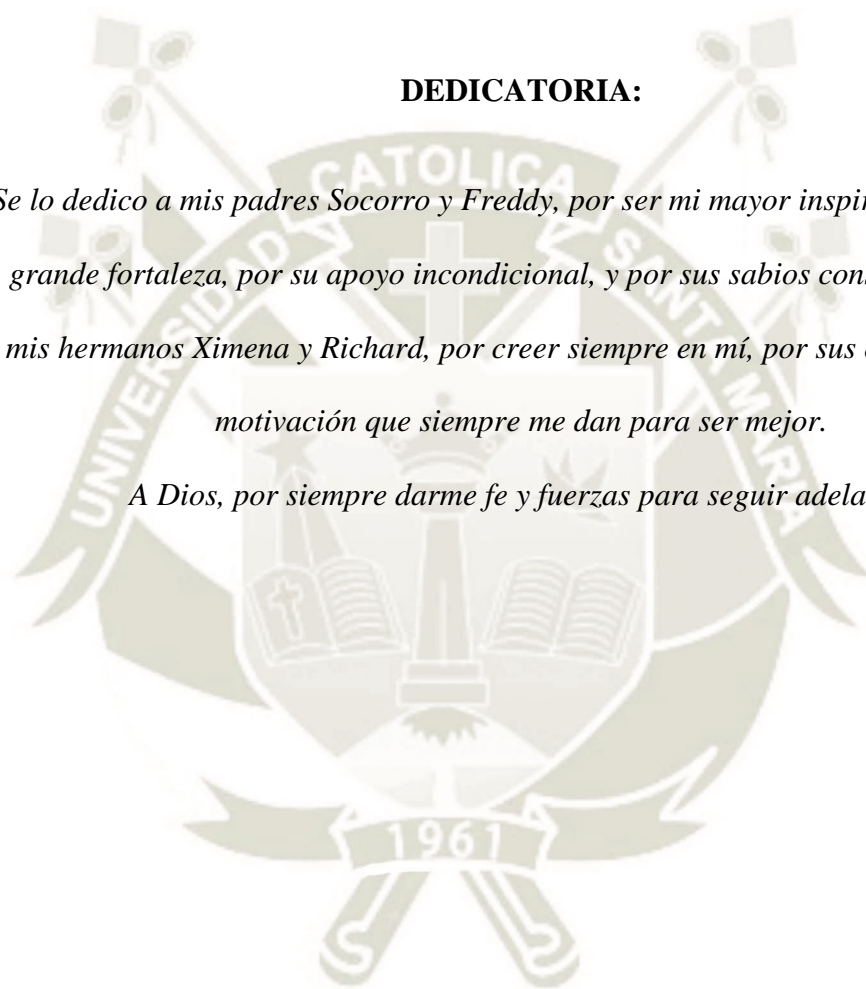 DEDICATORIA:
Se lo dedico a mis padres Socorro y Freddy, por ser mi mayor
grande fortaleza, por su apoyo incondicional, y por sus sabios
mis hermanos Ximena y Richard, por creer siempre en mí, por sus
motivación que siempre me dan para ser mejor.
A Dios, por siempre darme fe y fuerzas para seguir
UNIVERSIDAD CATOLICA SANTA MARIA
1961